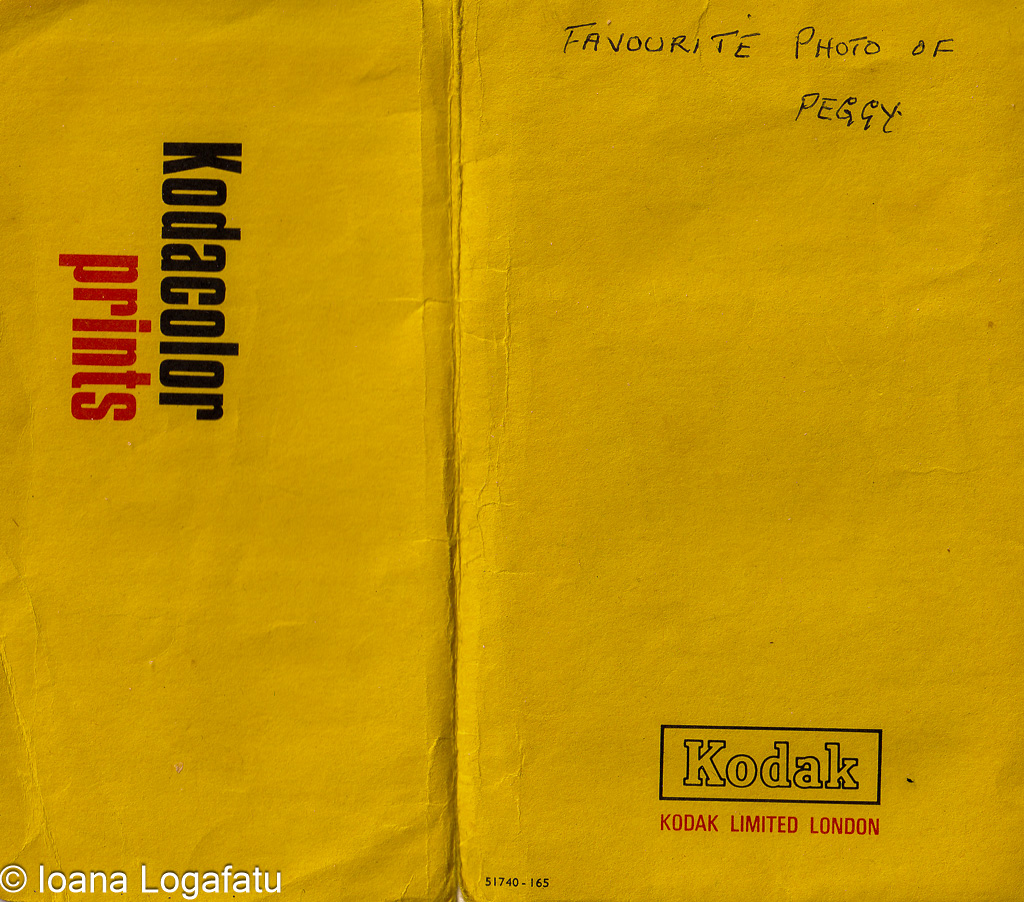 Kodacolor
prints
FAVOURITE PHOTO OF
PEGGY.
Kodak
KODAK LIMITED LONDON
51740-165
© Ioana Logafatu